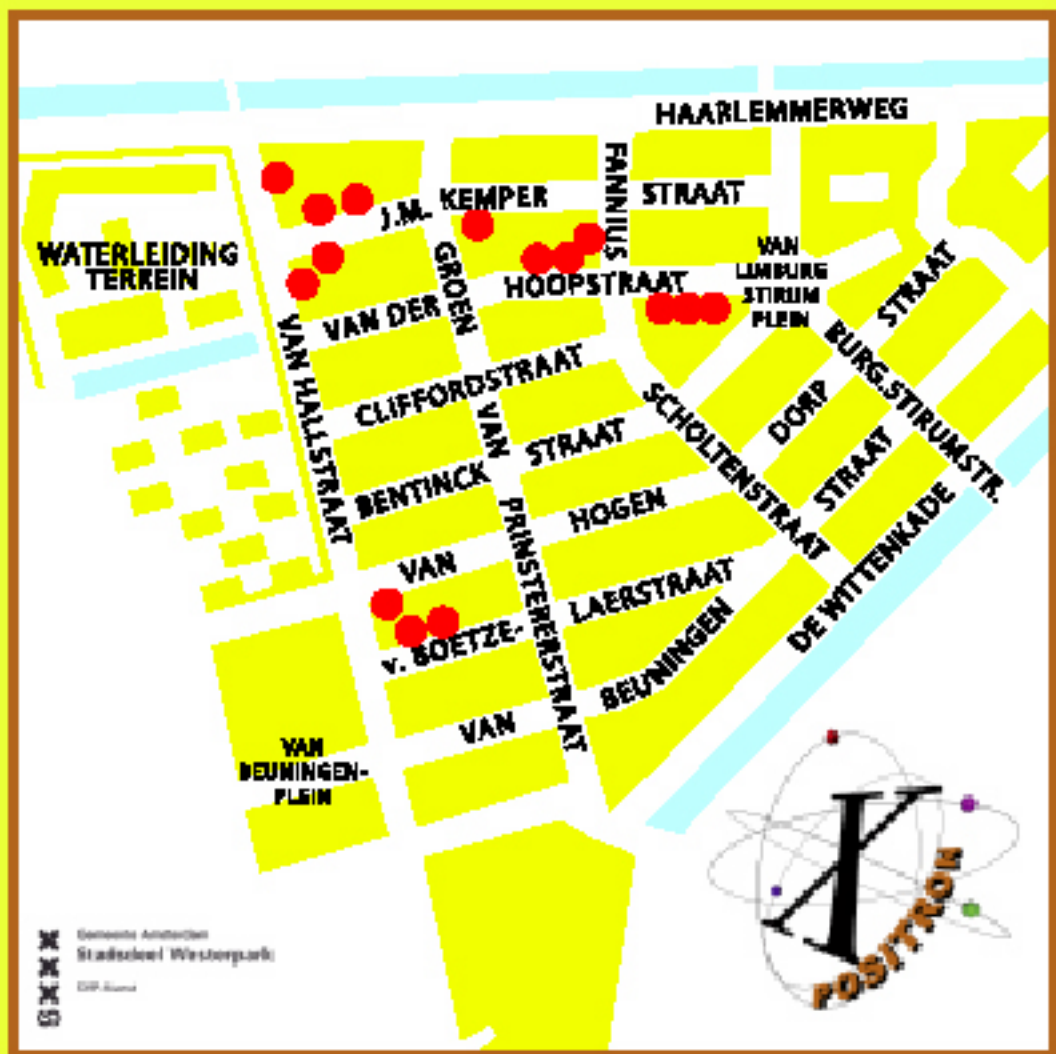 HAARLEMMERWEG
FANNIUS
J.M. KEMPER STRAAT
WATERLEIDING
TERREIN
GROEN VAN PRINSTERERSTRAAT
VAN DER HOOPSTRAAT
VAN
LIMBURG
STIRUM
PLEIN
STRAAT
BURG.STIRUMSTR.
VAN HALLSTRAAT
CLIFFORDSTRAAT
SCHOLTENSTRAAT
DORP
STRAAT
BENTINCK STRAAT
VAN HOGEN
DE WITTENKADE
v. BOETZE- LAERSTRAAT
VAN BEUNINGEN
VAN
BEUNINGEN-
PLEIN
X
POSITRON
Gemeente Amsterdam
Stadsdeel Westerpark